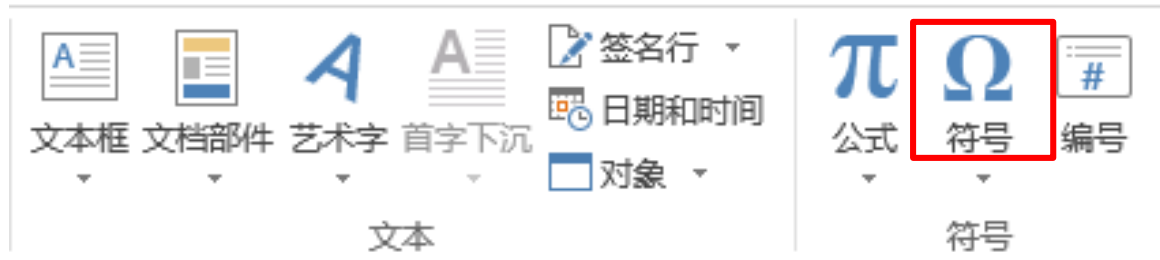 签名行
日期和时间
对象
文本框 文档部件 艺术字 首字下沉
文本
π Ω #
公式 符号 编号
符号